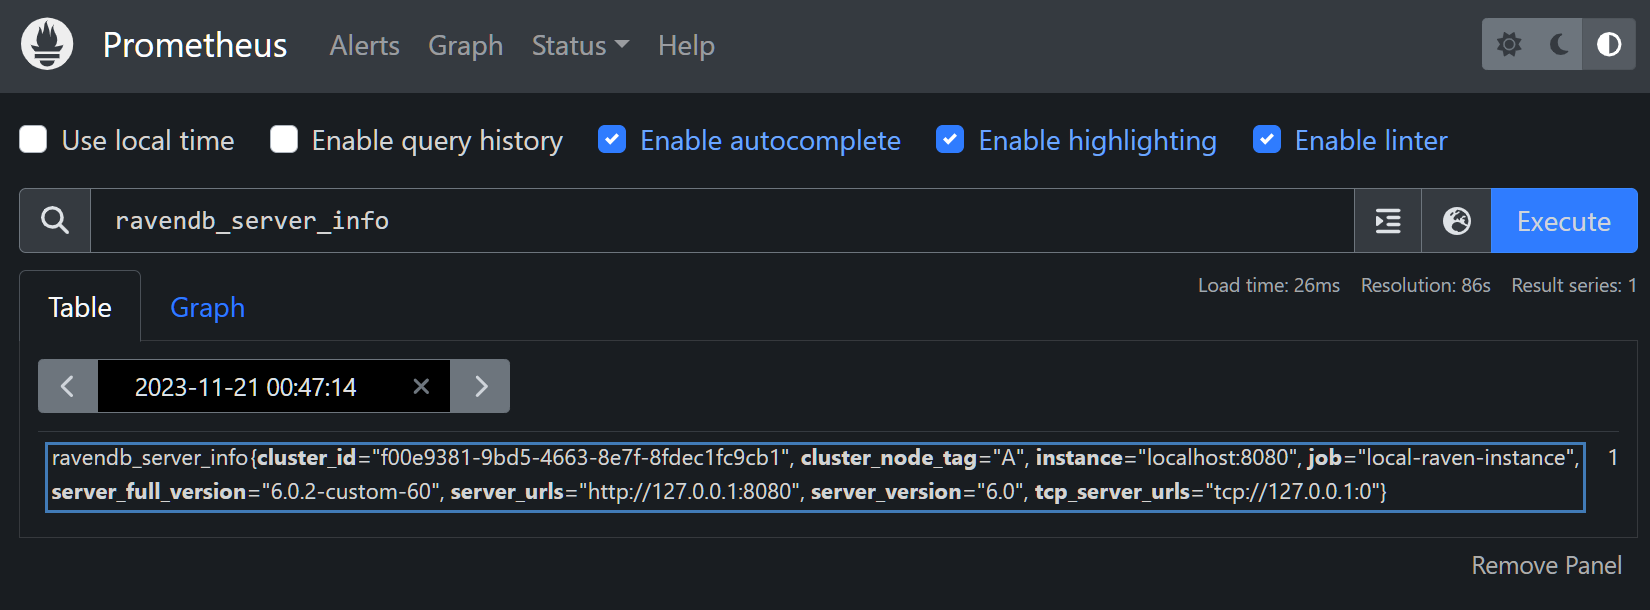 Prometheus Alerts Graph Status Help
Use local time Enable query history Enable autocomplete Enable highlighting Enable linter
ravendb_server_info Execute
Load time: 26ms Resolution: 86s Result series: 1
Table Graph
2023-11-21 00:47:14
ravendb_server_info{cluster_id="f00e9381-9bd5-4663-8e7f-8fdec1fc9cb1", cluster_node_tag="A", instance="localhost:8080", job="local-raven-instance", 1
server_full_version="6.0.2-custom-60", server_urls="http://127.0.0.1:8080", server_version="6.0", tcp_server_urls="tcp://127.0.0.1:0"}
Remove Panel